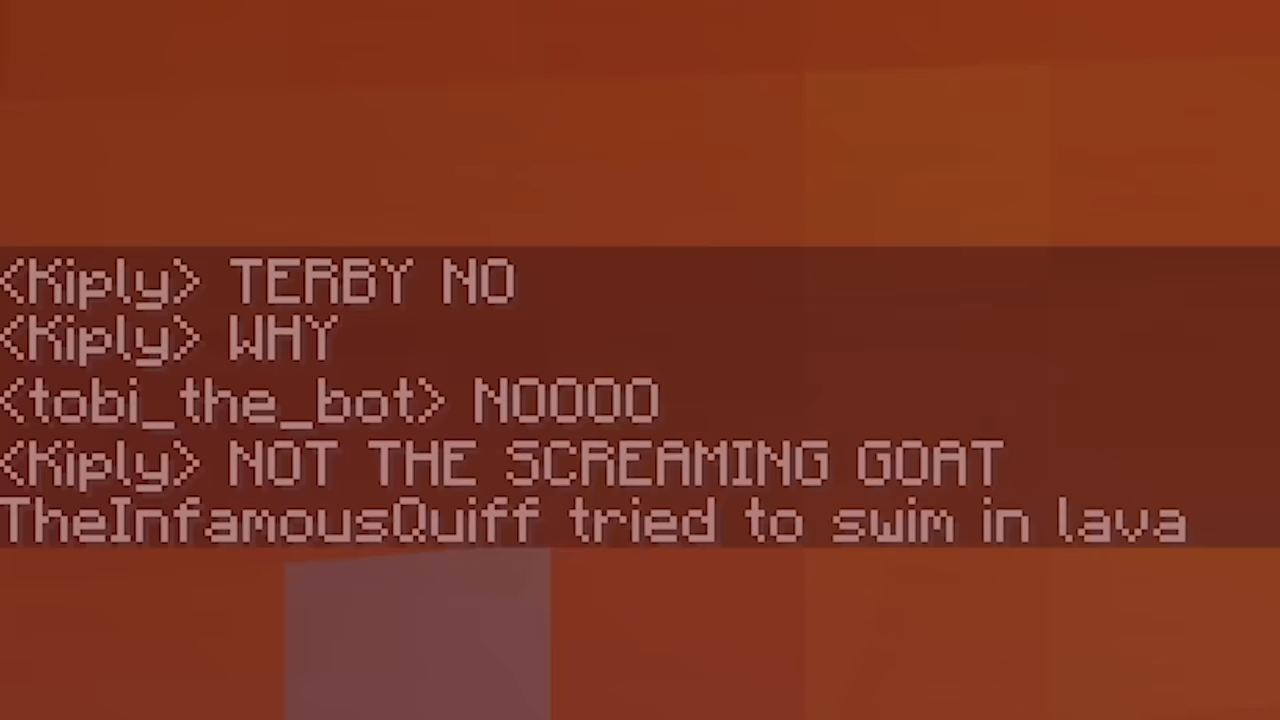 <Kiply> TERBY NO
<Kiply> WHY
<tobi_the_bot> NOOOO
<Kiply> NOT THE SCREAMING GOAT
TheInfamousQuiff tried to swim in lava